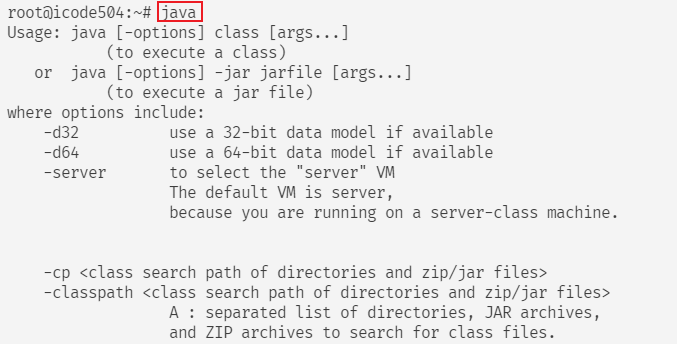 root@icode504:~# java
Usage: java [-options] class [args...]
           (to execute a class)
   or  java [-options] -jar jarfile [args...]
           (to execute a jar file)
where options include:
    -d32          use a 32-bit data model if available
    -d64          use a 64-bit data model if available
    -server       to select the "server" VM
                  The default VM is server,
                  because you are running on a server-class machine.
    -cp <class search path of directories and zip/jar files>
    -classpath <class search path of directories and zip/jar files>
                  A : separated list of directories, JAR archives,
                  and ZIP archives to search for class files.